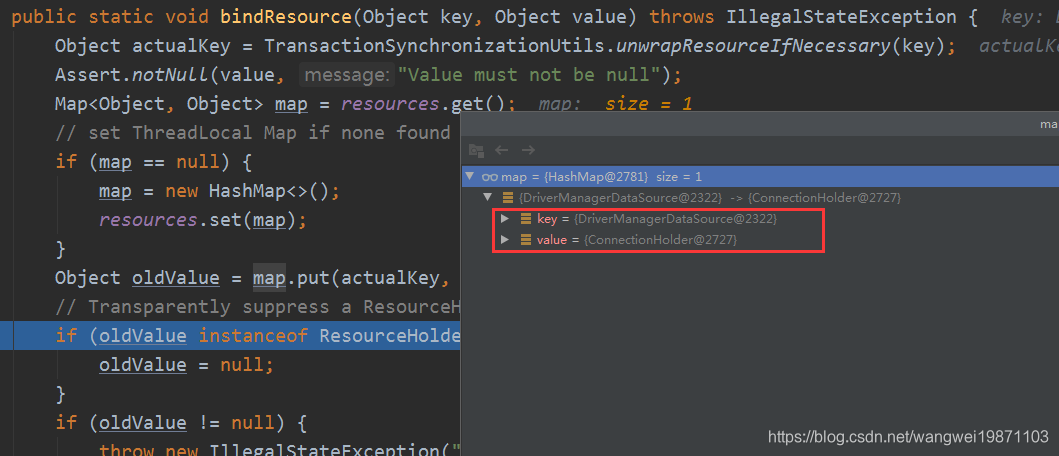 public static void bindResource(Object key, Object value) throws IllegalStateException {  key:
Object actualKey = TransactionSynchronizationUtils.unwrapResourceIfNecessary(key);  actualKe
Assert.notNull(value, message: "Value must not be null");
Map<Object, Object> map = resources.get();  map:  size = 1
// set ThreadLocal Map if none found
ma
if (map == null) {
map = new HashMap<>();
map = {HashMap@2781}  size = 1
{DriverManagerDataSource@2322} -> {ConnectionHolder@2727}
resources.set(map);
key = {DriverManagerDataSource@2322}
}
value = {ConnectionHolder@2727}
Object oldValue = map.put(actualKey,
// Transparently suppress a ResourceH
if (oldValue instanceof ResourceHolde
oldValue = null;
}
if (oldValue != null) {
throw new IllegalStateException("
https://blog.csdn.net/wangwei19871103